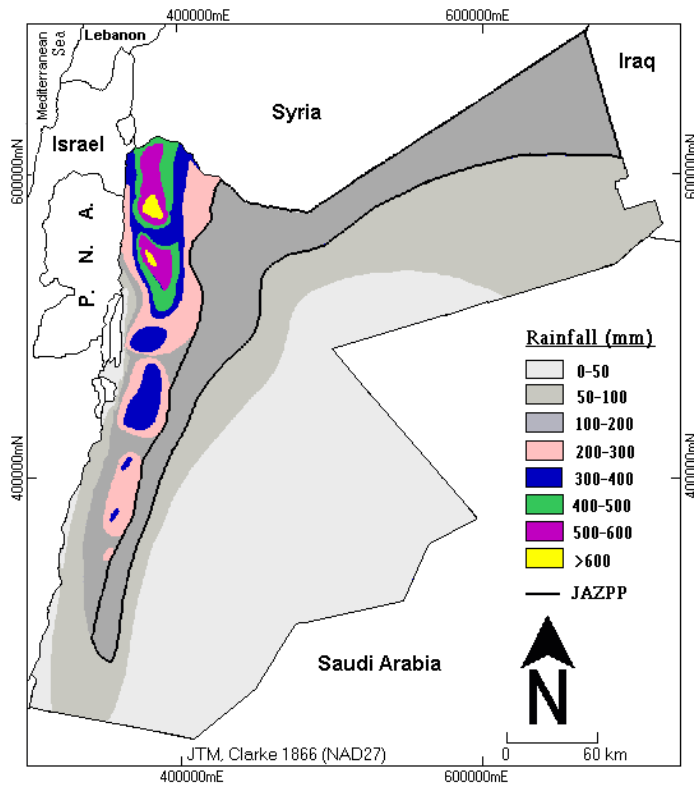 400000mE
600000mE
Mediterranean
Sea
Lebanon
Iraq
Syria
Israel
600000mN
600000mN
P. N. A.
Rainfall (mm)
0-50
50-100
100-200
200-300
300-400
400-500
500-600
>600
JAZPP
400000mN
400000mN
Saudi Arabia
N
JTM, Clarke 1866 (NAD27)
0
60 km
400000mE
600000mE